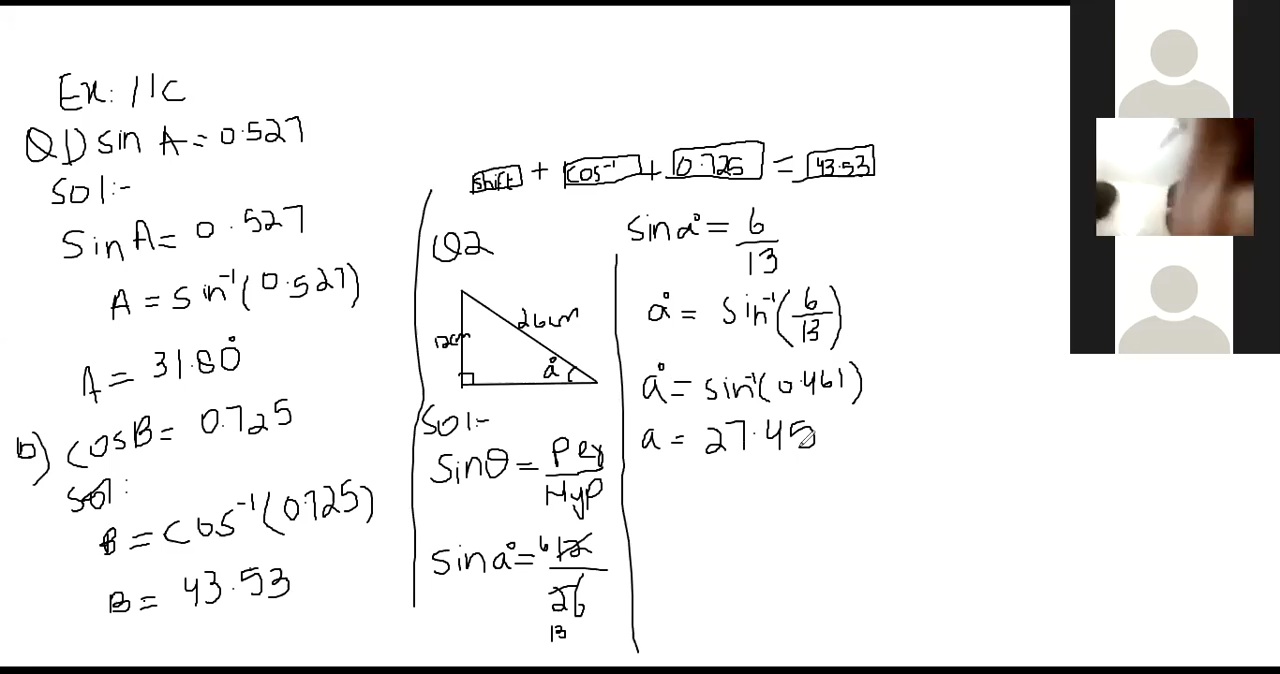 Ex: 11C
Q1) sin A = 0.527
Sol:-
Sin A = 0.527
A = sin⁻¹(0.527)
A = 31.80°
b) cos B = 0.725
Sol:
B = cos⁻¹(0.725)
B = 43.53
shift + cos⁻¹ + 0.725 = 43.53
Q2
12cm
26cm
a°
Sol:-
Sinθ = Per/Hyp
Sin a° = 6 12/26 13
Sin a° = 6/13
a° = sin⁻¹(6/13)
a° = sin⁻¹(0.461)
a = 27.45